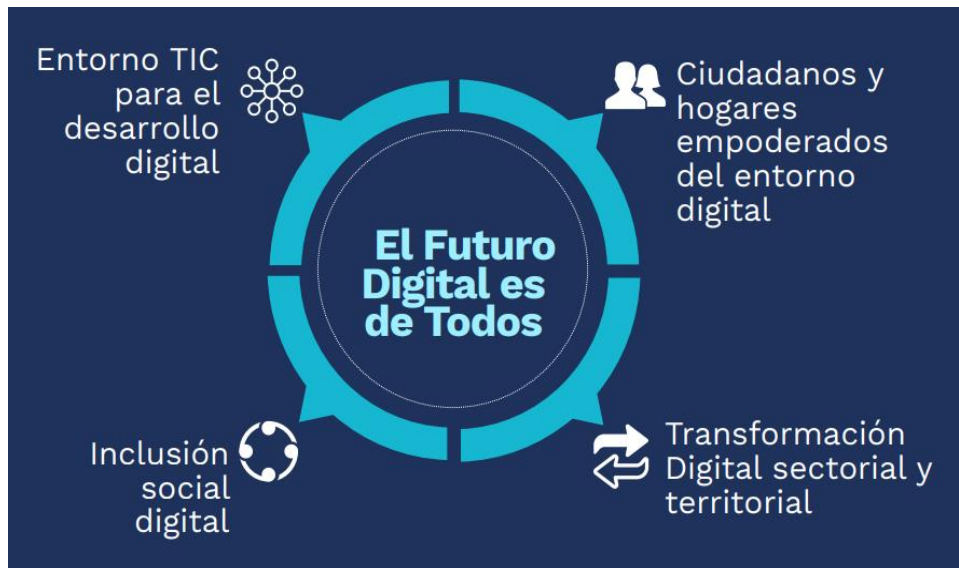 Entorno TIC
para el
desarrollo
digital
Ciudadanos y
hogares
empoderados
del entorno
digital
El Futuro
Digital es
de Todos
Inclusión
social
digital
Transformación
Digital sectorial y
territorial